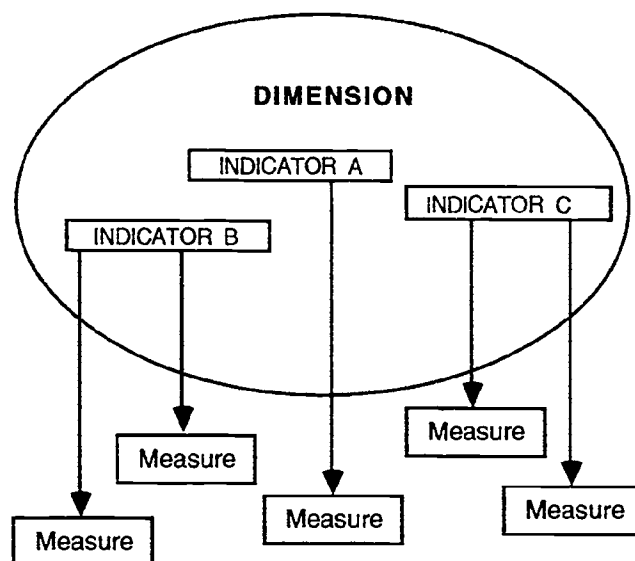 DIMENSION
INDICATOR A
INDICATOR C
INDICATOR B
Measure
Measure
Measure
Measure
Measure